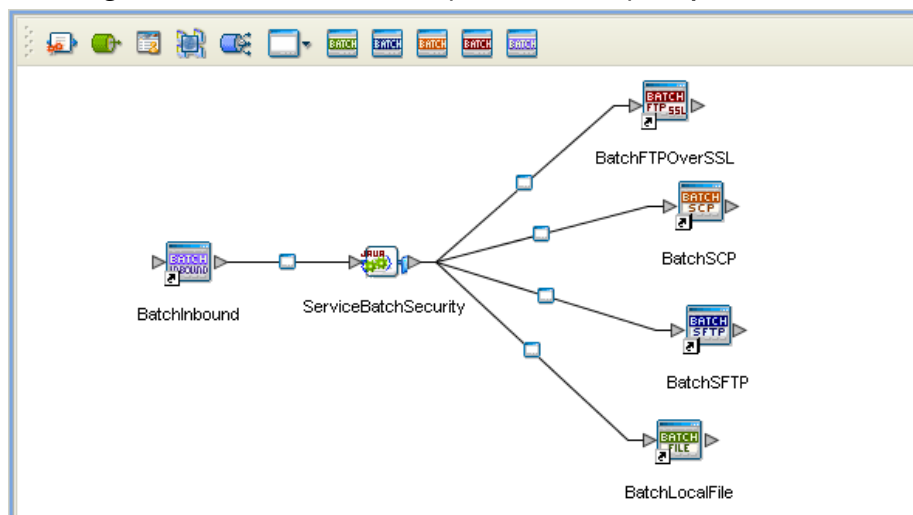 BATCH BATCH BATCH BATCH BATCH
BATCH
FTP SSL
BatchFTPOverSSL
BATCH
SCP
BatchSCP
BATCH
INBOUND
BatchInbound
JAVA
ServiceBatchSecurity
BATCH
SFTP
BatchSFTP
BATCH
FILE
BatchLocalFile